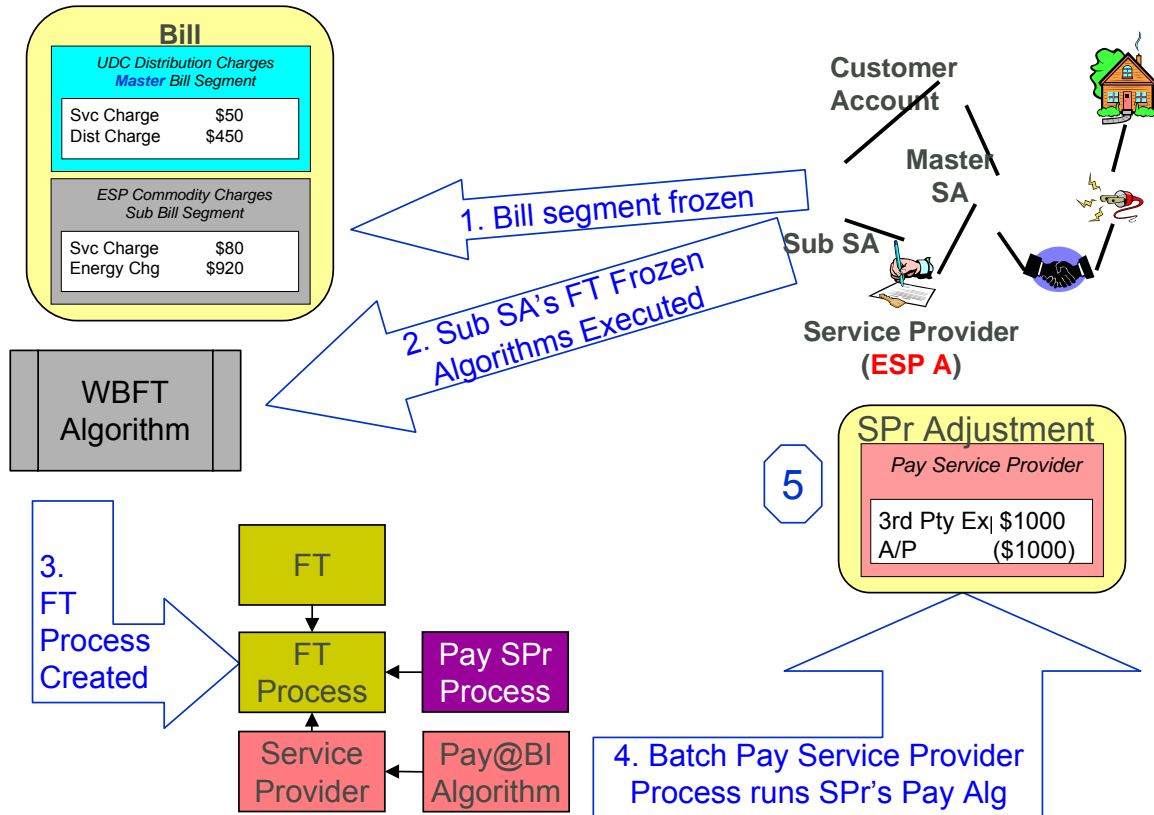 Bill
UDC Distribution Charges
Master Bill Segment
Svc Charge $50
Dist Charge $450
ESP Commodity Charges
Sub Bill Segment
Svc Charge $80
Energy Chg $920
Customer
Account
Master
SA
Sub SA
Service Provider
(ESP A)
1. Bill segment frozen
2. Sub SA's FT Frozen
Algorithms Executed
WBFT
Algorithm
3.
FT
Process
Created
FT
FT
Process
Pay SPr
Process
Service
Provider
Pay@BI
Algorithm
4. Batch Pay Service Provider
Process runs SPr's Pay Alg
5
SPr Adjustment
Pay Service Provider
3rd Pty Ex $1000
A/P ($1000)